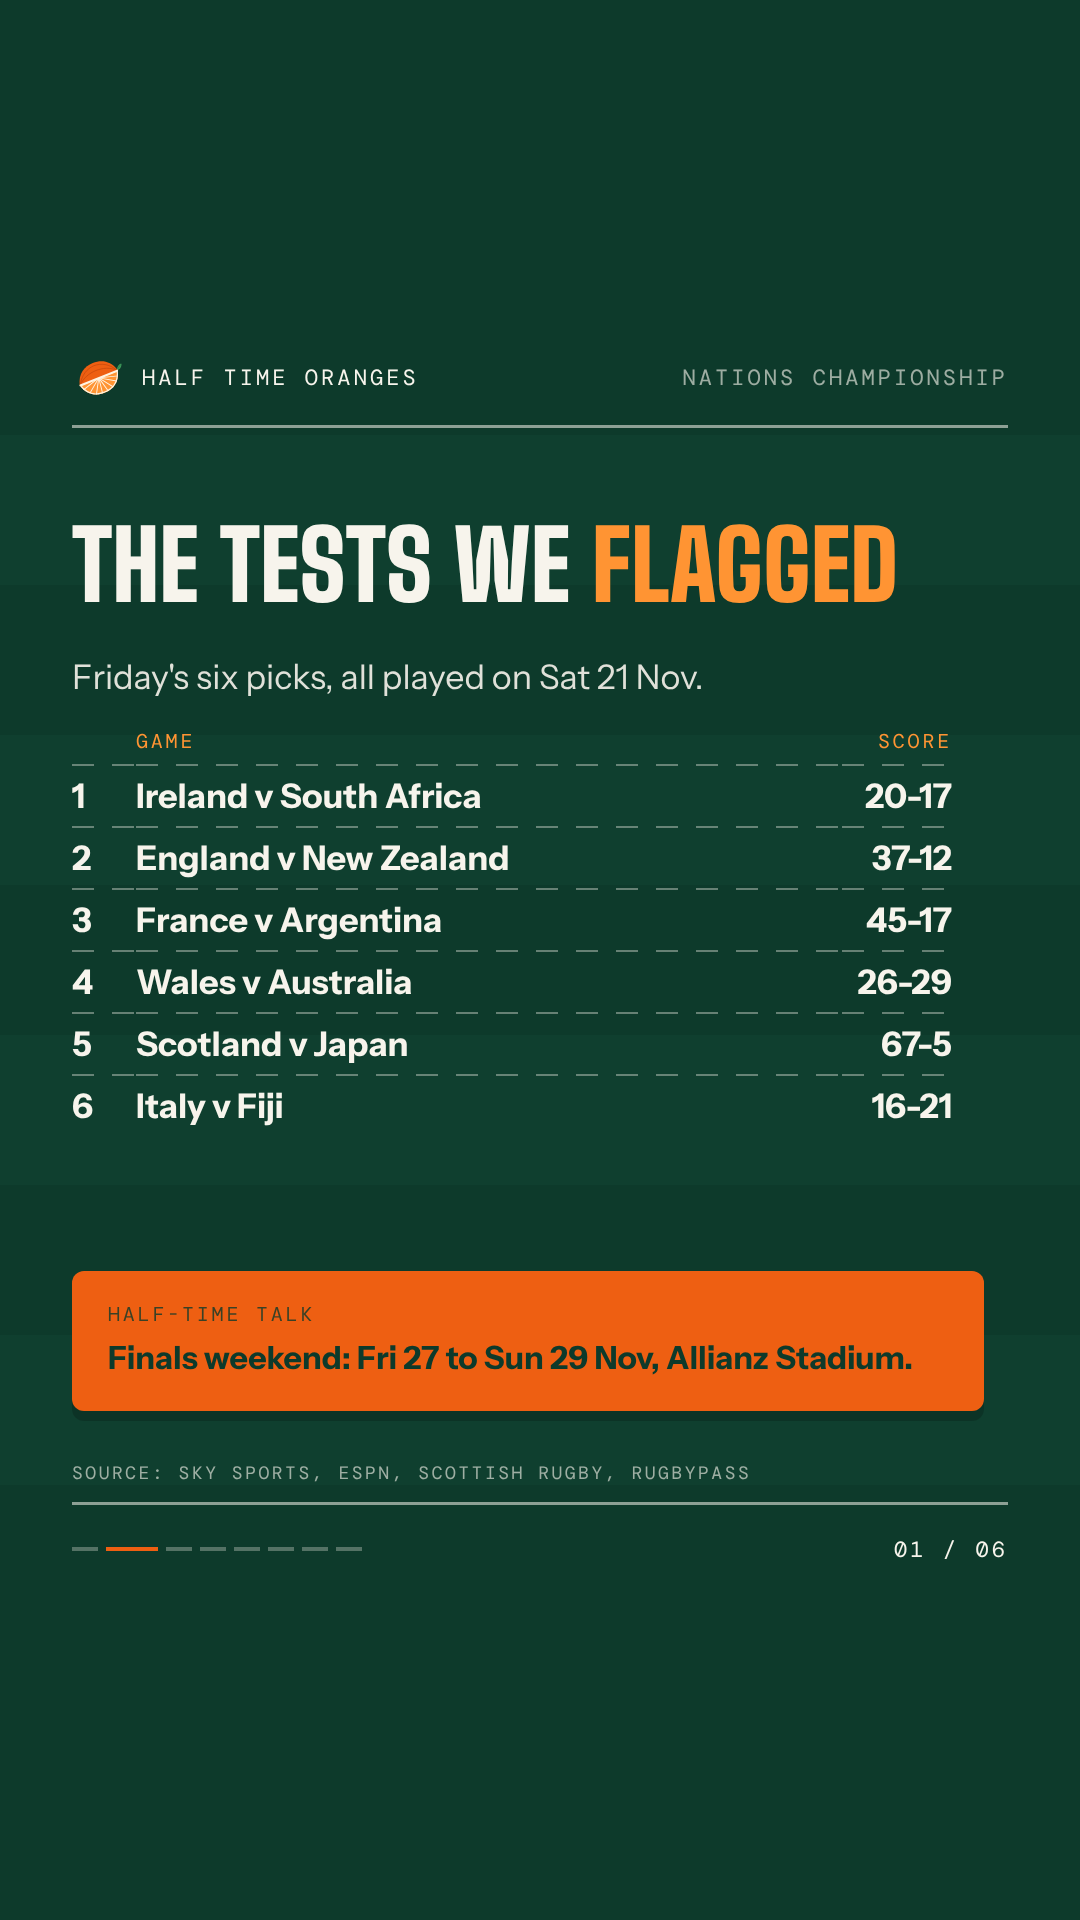 HALF TIME ORANGES
NATIONS CHAMPIONSHIP
THE TESTS WE FLAGGED
Friday's six picks, all played on Sat 21 Nov.
GAME SCORE
1 Ireland v South Africa 20-17
2 England v New Zealand 37-12
3 France v Argentina 45-17
4 Wales v Australia 26-29
5 Scotland v Japan 67-5
6 Italy v Fiji 16-21
HALF-TIME TALK
Finals weekend: Fri 27 to Sun 29 Nov, Allianz Stadium.
SOURCE: SKY SPORTS, ESPN, SCOTTISH RUGBY, RUGBYPASS
01 / 06